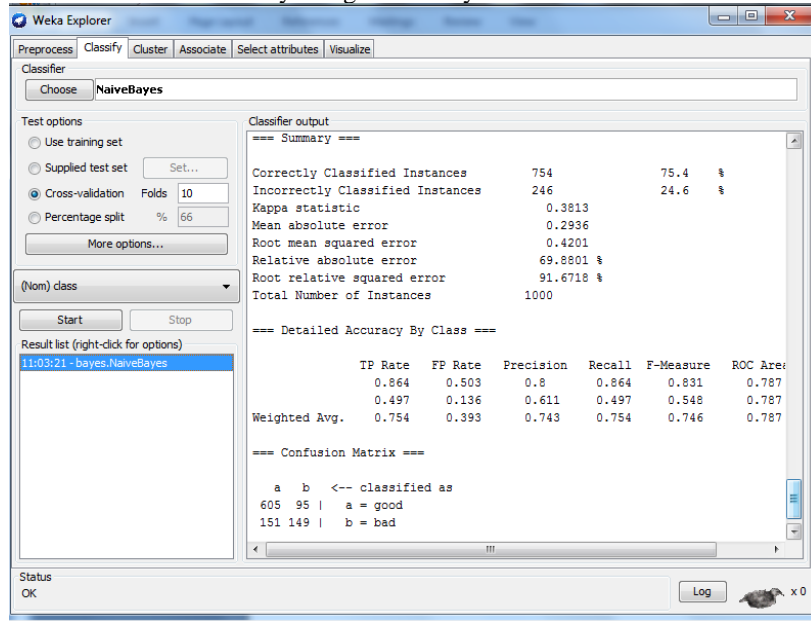 Weka Explorer
Preprocess Classify Cluster Associate Select attributes Visualize
Classifier
Choose NaiveBayes
Test options
Use training set
Supplied test set Set...
Cross-validation Folds 10
Percentage split % 66
More options...
(Nom) class
Start Stop
Result list (right-click for options)
11:03:21 - bayes.NaiveBayes
Classifier output
=== Summary ===
Correctly Classified Instances 754 75.4 %
Incorrectly Classified Instances 246 24.6 %
Kappa statistic 0.3813
Mean absolute error 0.2936
Root mean squared error 0.4201
Relative absolute error 69.8801 %
Root relative squared error 91.6718 %
Total Number of Instances 1000
=== Detailed Accuracy By Class ===
TP Rate FP Rate Precision Recall F-Measure ROC Area
0.864 0.503 0.8 0.864 0.831 0.787
0.497 0.136 0.611 0.497 0.548 0.787
Weighted Avg. 0.754 0.393 0.743 0.754 0.746 0.787
=== Confusion Matrix ===
a b <-- classified as
605 95 | a = good
151 149 | b = bad
Status
OK
Log x 0